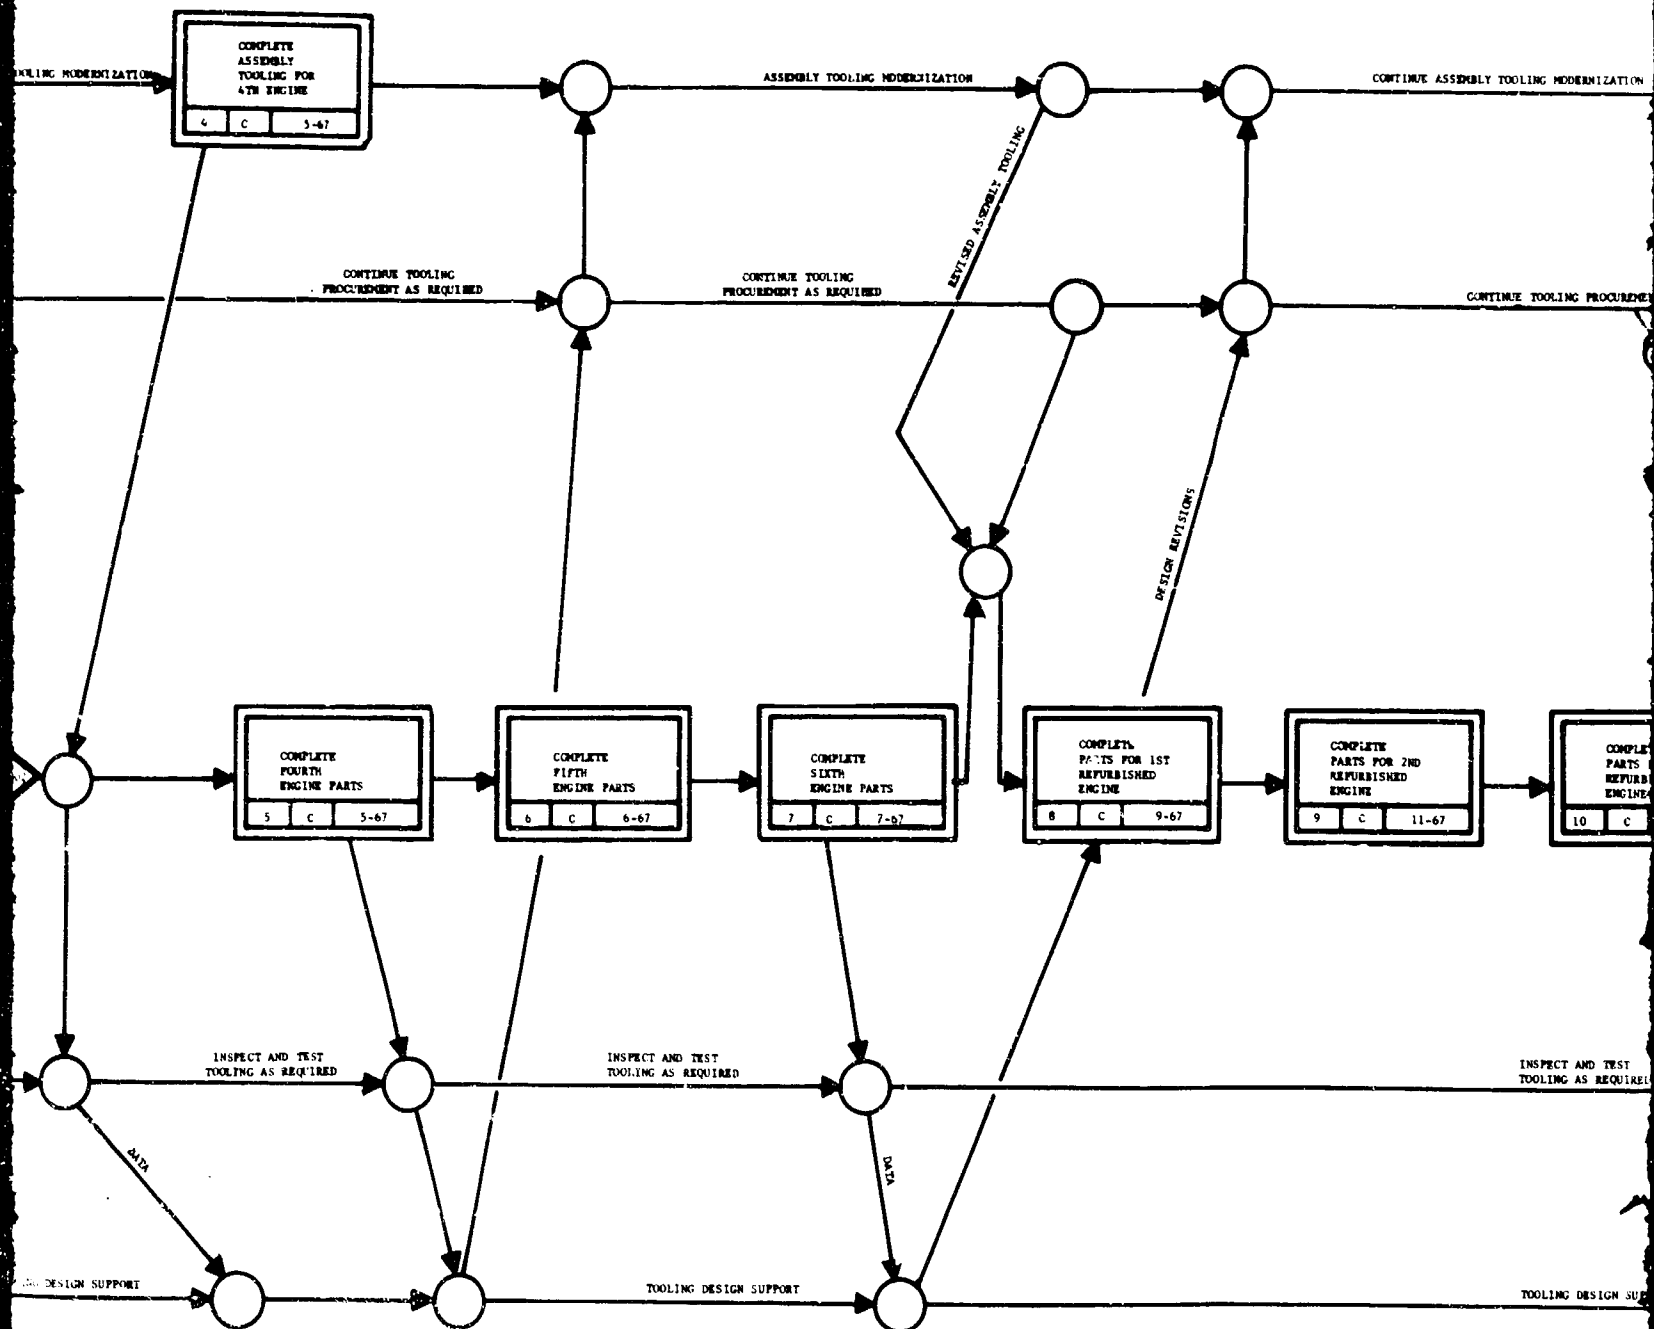 COMPLETE
ASSEMBLY
TOOLING FOR
4TH ENGINE
4 C 5-67
MODERNIZATION
ASSEMBLY TOOLING MODERNIZATION
CONTINUE ASSEMBLY TOOLING MODERNIZATION
REVISED ASSEMBLY TOOLING
CONTINUE TOOLING
PROCUREMENT AS REQUIRED
CONTINUE TOOLING
PROCUREMENT AS REQUIRED
CONTINUE TOOLING
DESIGN REVISIONS
COMPLETE
FOURTH
ENGINE PARTS
5 C 5-67
COMPLETE
FIFTH
ENGINE PARTS
6 C 6-67
COMPLETE
SIXTH
ENGINE PARTS
7 C 7-67
COMPLETE
PARTS FOR 1ST
REFURBISHED
ENGINE
8 C 9-67
COMPLETE
PARTS FOR 2ND
REFURBISHED
ENGINE
9 C 11-67
PARTS
10 C
INSPECT AND TEST
TOOLING AS REQUIRED
INSPECT AND TEST
TOOLING AS REQUIRED
INSPECT AND TEST
TOOLING AS
DATA
DATA
DESIGN SUPPORT
TOOLING DESIGN SUPPORT
TOOLING DESIGN